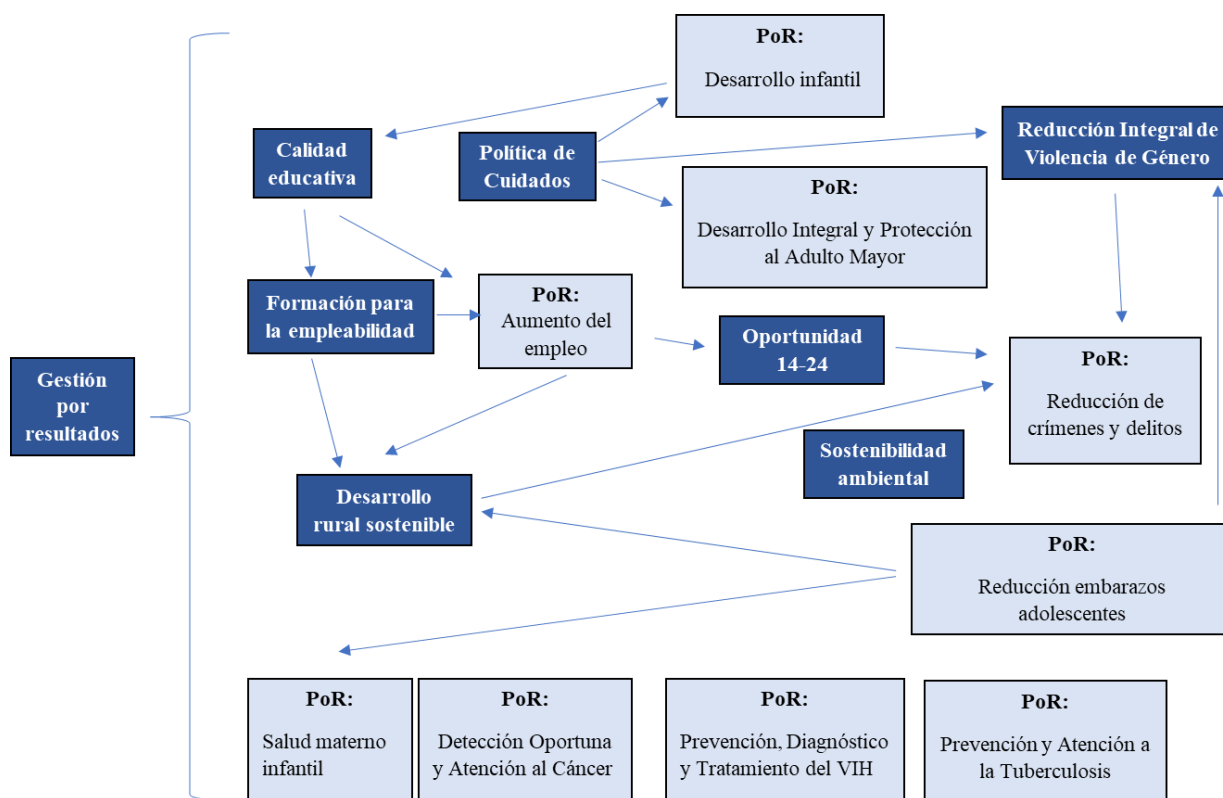 PoR:
Desarrollo infantil
Calidad
educativa
Política de
Cuidados
Reducción Integral de
Violencia de Género
PoR:
Desarrollo Integral y Protección
al Adulto Mayor
Formación para
la empleabilidad
PoR:
Aumento del
empleo
Oportunidad
14-24
PoR:
Reducción de
crímenes y delitos
Gestión
por
resultados
Sostenibilidad
ambiental
Desarrollo
rural sostenible
PoR:
Reducción embarazos
adolescentes
PoR:
Salud materno
infantil
PoR:
Detección Oportuna
y Atención al Cáncer
PoR:
Prevención, Diagnóstico
y Tratamiento del VIH
PoR:
Prevención y Atención a
la Tuberculosis